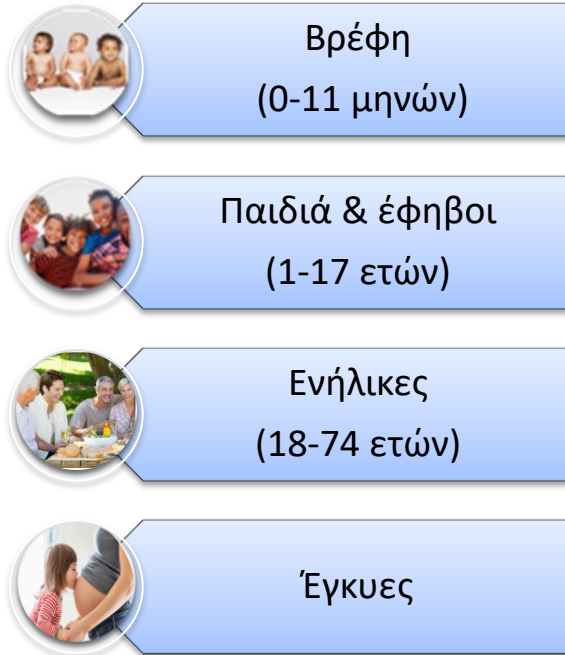 Βρέφη
(0-11 μηνών)
Παιδιά & έφηβοι
(1-17 ετών)
Ενήλικες
(18-74 ετών)
Έγκυες